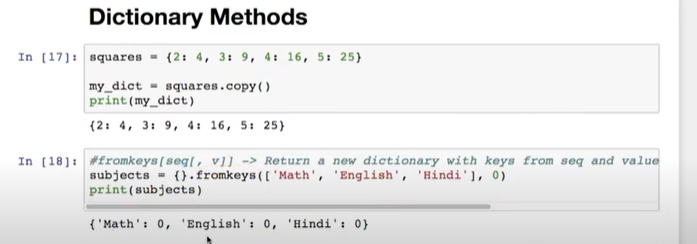 Dictionary Methods
In [17]: squares = {2: 4, 3: 9, 4: 16, 5: 25}
my_dict = squares.copy()
print(my_dict)
{2: 4, 3: 9, 4: 16, 5: 25}
In [18]: #fromkeys[seq[, v]] -> Return a new dictionary with keys from seq and value
subjects = {}.fromkeys(['Math', 'English', 'Hindi'], 0)
print(subjects)
{'Math': 0, 'English': 0, 'Hindi': 0}